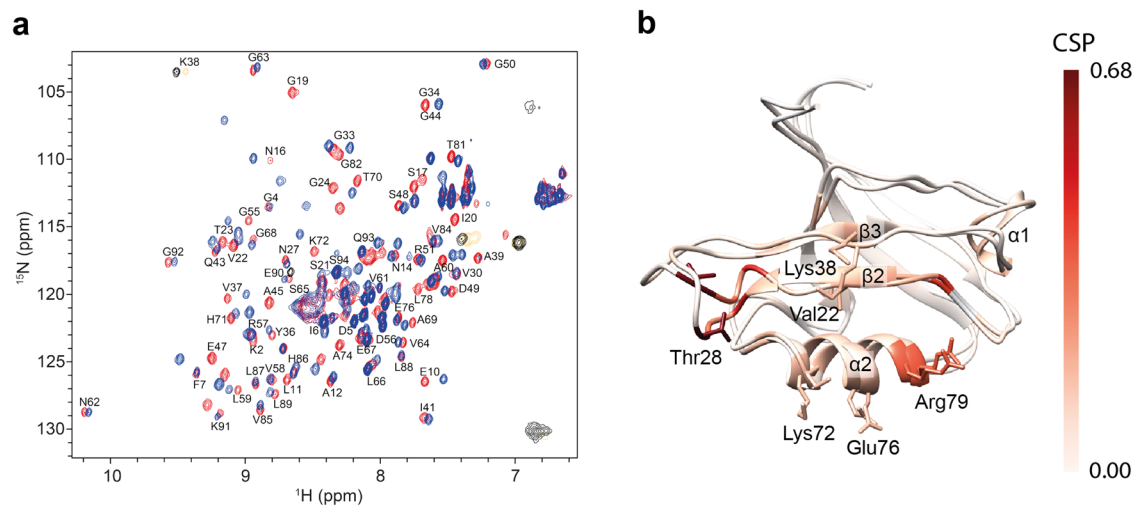 a
b
K38
G63
G50
G19
G34
G44
G33
G82
T81 '
N16
G24
T70
S17
G4
S48
G55
I20
T23
G68
K72
Q93
V84
G92
V22
N27
R51
A39
Q43
S21
S94
N14
A60
V30
E90
S65
V61
V37
A45
L78
D49
E76
H71
R57
Y36
I6
D5
A69
K2
D56
V64
E47
A74
E67
H86
L88
F7
L87
V58
L66
E10
L59
L11
A12
L89
N62
K91
V85
I41
105
110
115
120
125
130
10
9
8
7
15N (ppm)
1H (ppm)
CSP
0.68
0.00
α1
β3
Lys38
β2
Val22
Thr28
α2
Arg79
Lys72
Glu76